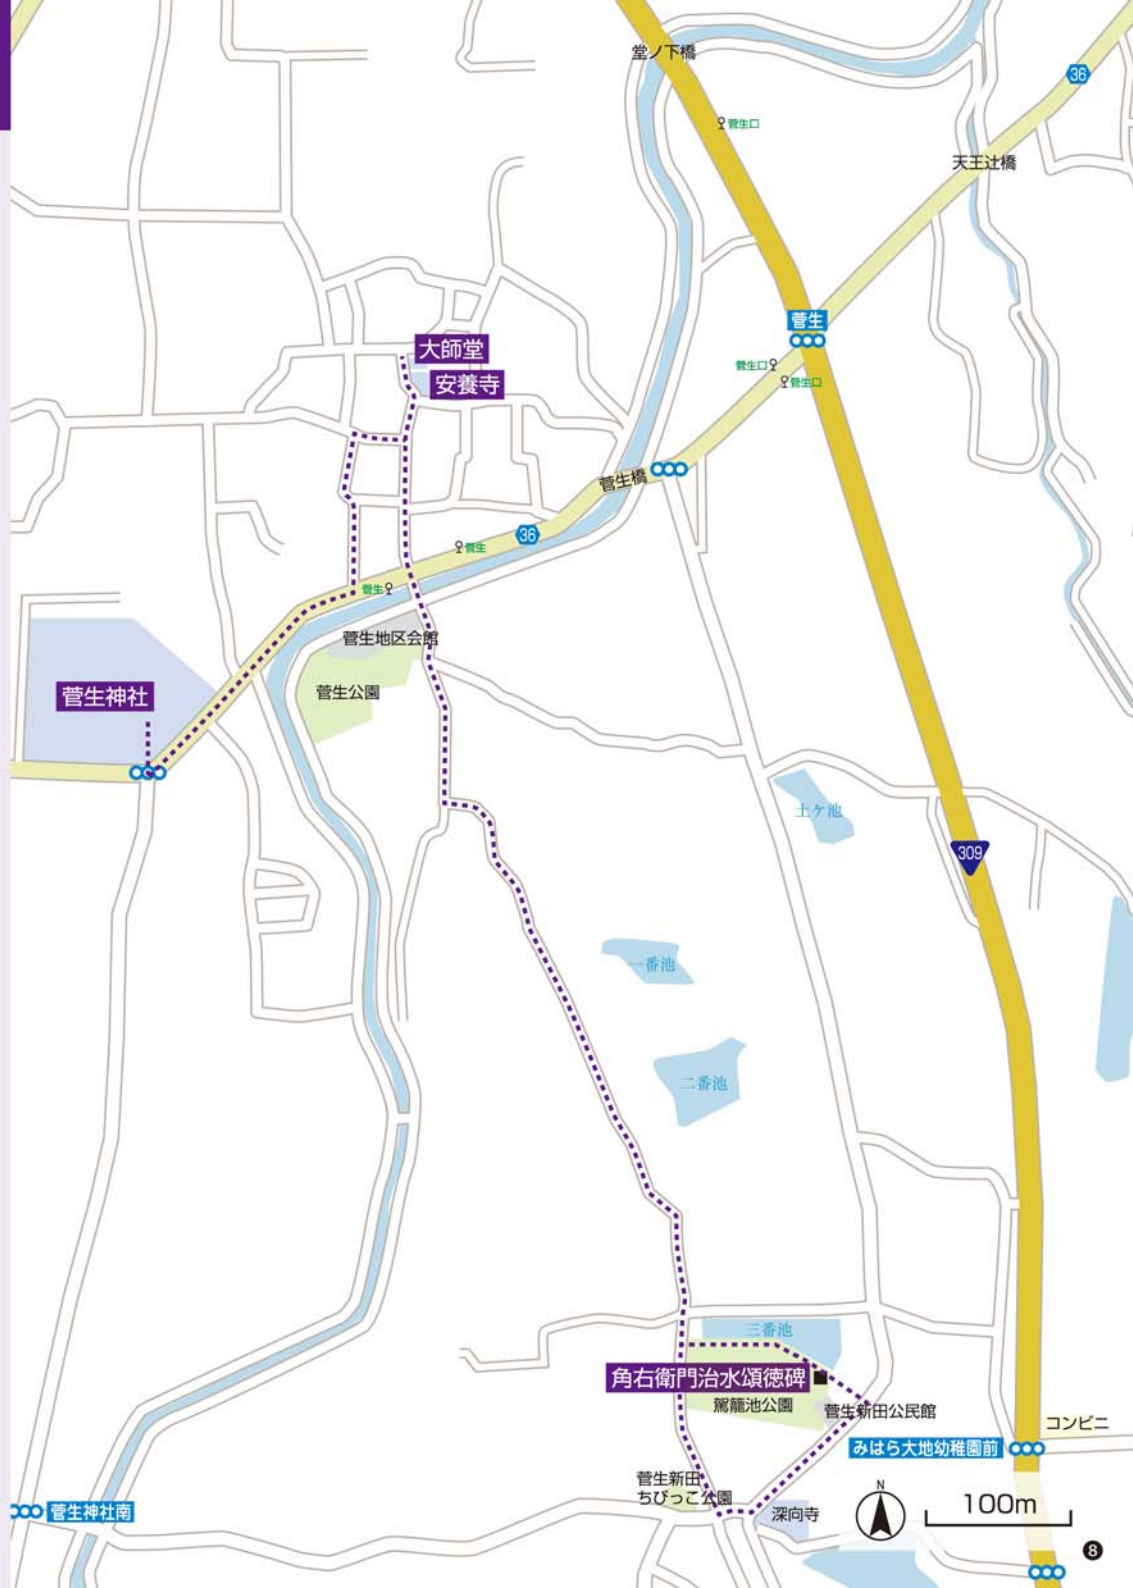 堂ノ下橋
36
菅生口
天王辻橋
菅生
大師堂
菅生口
菅生口
安養寺
菅生橋
36
菅生
菅生
菅生地区会館
菅生公園
菅生神社
土ケ池
309
一番池
二番池
三番池
角右衛門治水頌徳碑
駕籠池公園
菅生新田公民館
コンビニ
みはら大地幼稚園前
菅生新田
ちびっこ公園
N
100m
菅生神社南
深向寺
8